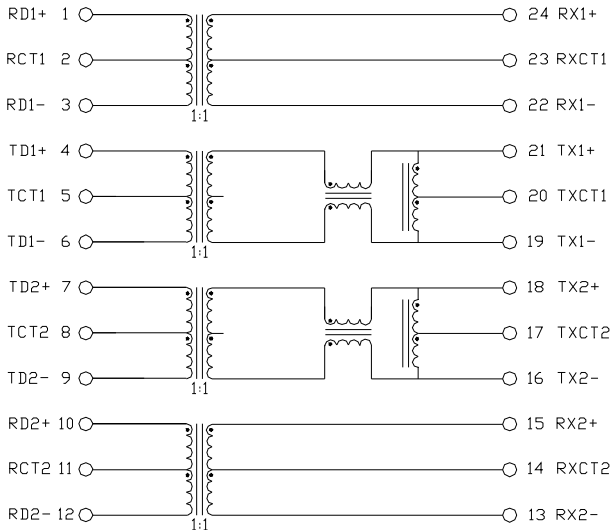 RD1+ 1 24 RX1+
RCT1 2 23 RXCT1
RD1- 3 22 RX1-
1:1
TD1+ 4 21 TX1+
TCT1 5 20 TXCT1
TD1- 6 19 TX1-
1:1
TD2+ 7 18 TX2+
TCT2 8 17 TXCT2
TD2- 9 16 TX2-
1:1
RD2+ 10 15 RX2+
RCT2 11 14 RXCT2
RD2- 12 13 RX2-
1:1